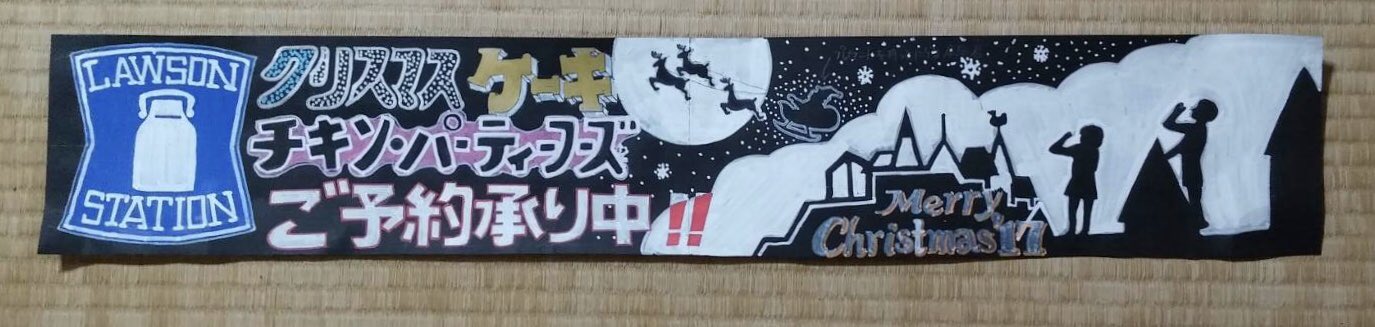 LAWSON
STATION
クリスマス ケーキ
チキン・パーティーフーズ
ご予約承り中!!
Merry
Christmas'17